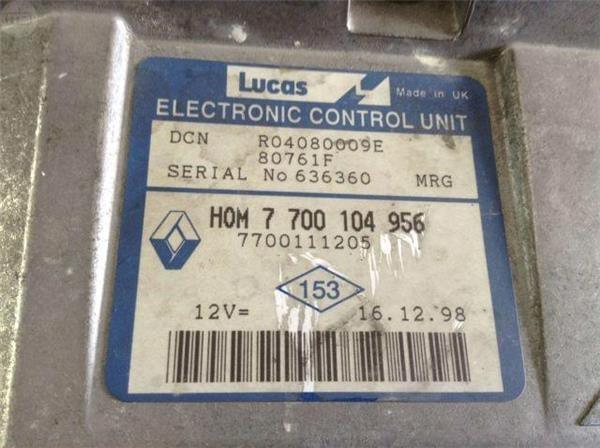 Lucas
Made in UK
ELECTRONIC CONTROL UNIT
DCN R04080009E
80761F
SERIAL No 636360 MRG
HOM 7 700 104 956
7700111205
153
12V= 16.12.98